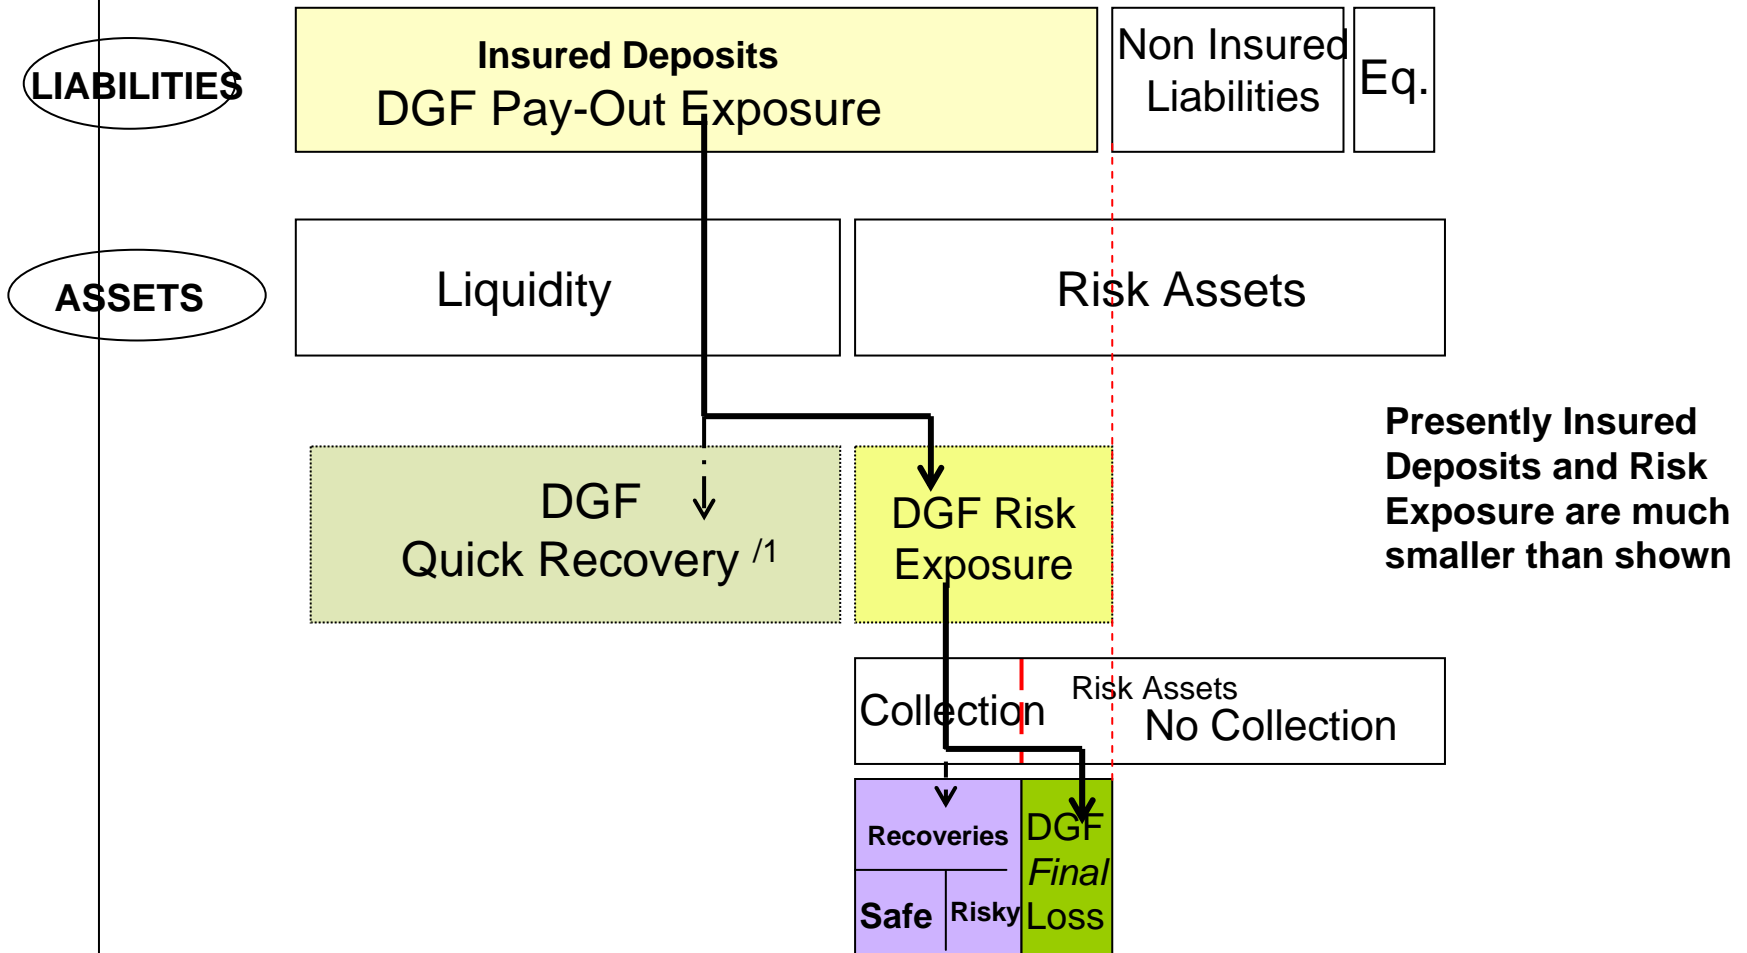 LIABILITIES
Insured Deposits
DGF Pay-Out Exposure
Non Insured
Liabilities
Eq.
ASSETS
Liquidity
Risk Assets
DGF
Quick Recovery /1
DGF Risk
Exposure
Presently Insured
Deposits and Risk
Exposure are much
smaller than shown
Collection
Risk Assets
No Collection
Recoveries
Safe
Risky
DGF
Final
Loss